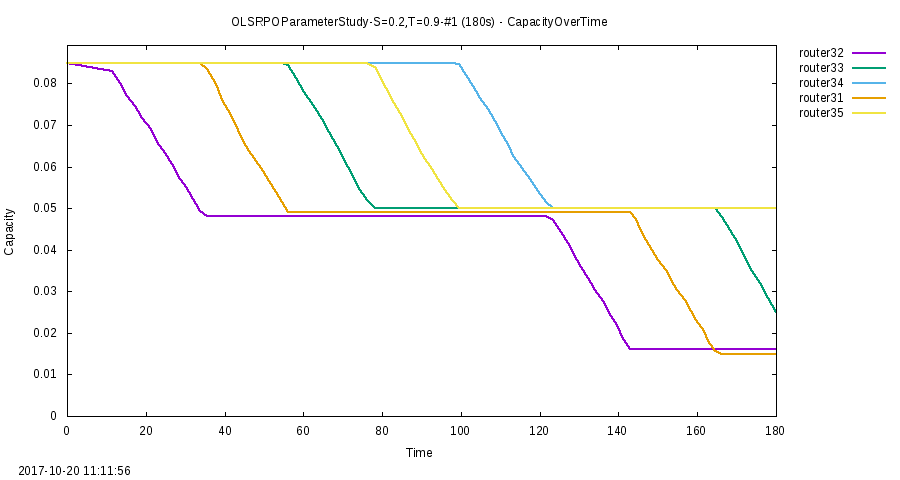 OLSRPOParameterStudy-S=0.2,T=0.9-#1 (180s) - CapacityOverTime
router32
router33
router34
router31
router35
0.08
0.07
0.06
0.05
0.04
0.03
0.02
0.01
0
Capacity
0 20 40 60 80 100 120 140 160 180
Time
2017-10-20 11:11:56